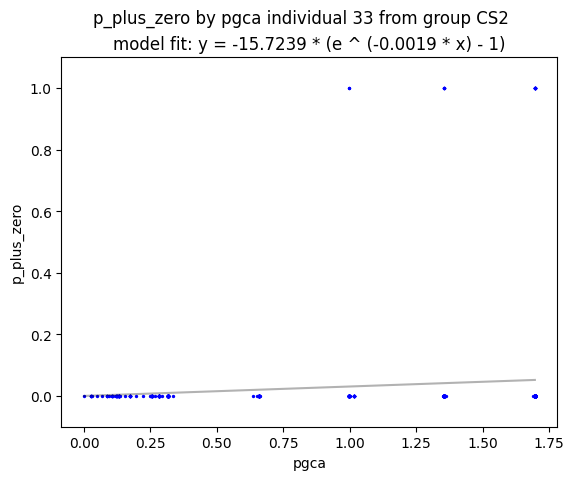 p_plus_zero by pgca individual 33 from group CS2
model fit: y = -15.7239 * (e ^ (-0.0019 * x) - 1)
1.0
0.8
0.6
0.4
0.2
0.0
p_plus_zero
0.00 0.25 0.50 0.75 1.00 1.25 1.50 1.75
pgca